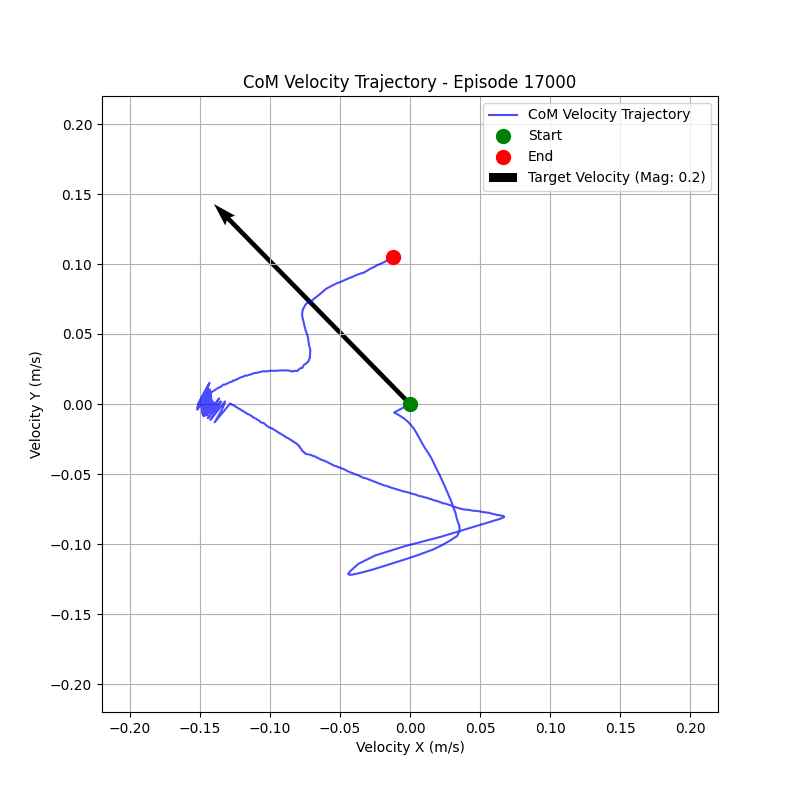 CoM Velocity Trajectory - Episode 17000
CoM Velocity Trajectory
Start
End
Target Velocity (Mag: 0.2)
Velocity Y (m/s)
0.20
0.15
0.10
0.05
0.00
−0.05
−0.10
−0.15
−0.20
−0.20 −0.15 −0.10 −0.05 0.00 0.05 0.10 0.15 0.20
Velocity X (m/s)